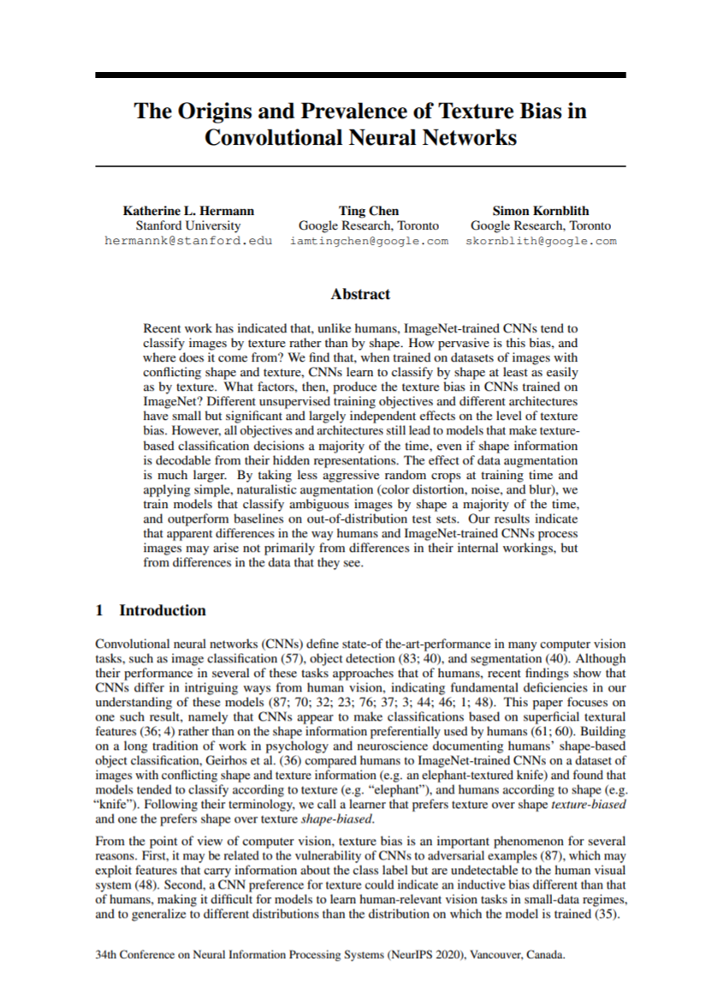 The Origins and Prevalence of Texture Bias in
Convolutional Neural Networks
Katherine L. Hermann
Stanford University
hermannk@stanford.edu
Ting Chen
Google Research, Toronto
iamtingchen@google.com
Simon Kornblith
Google Research, Toronto
skornblith@google.com
Abstract
Recent work has indicated that, unlike humans, ImageNet-trained CNNs tend to
classify images by texture rather than by shape. How pervasive is this bias, and
where does it come from? We find that, when trained on datasets of images with
conflicting shape and texture, CNNs learn to classify by shape at least as easily
as by texture. What factors, then, produce the texture bias in CNNs trained on
ImageNet? Different unsupervised training objectives and different architectures
have small but significant and largely independent effects on the level of texture
bias. However, all objectives and architectures still lead to models that make texture-
based classification decisions a majority of the time, even if shape information
is decodable from their hidden representations. The effect of data augmentation
is much larger. By taking less aggressive random crops at training time and
applying simple, naturalistic augmentation (color distortion, noise, and blur), we
train models that classify ambiguous images by shape a majority of the time,
and outperform baselines on out-of-distribution test sets. Our results indicate
that apparent differences in the way humans and ImageNet-trained CNNs process
images may arise not primarily from differences in their internal workings, but
from differences in the data that they see.
1 Introduction
Convolutional neural networks (CNNs) define state-of the-art-performance in many computer vision
tasks, such as image classification (57), object detection (83; 40), and segmentation (40). Although
their performance in several of these tasks approaches that of humans, recent findings show that
CNNs differ in intriguing ways from human vision, indicating fundamental deficiencies in our
understanding of these models (87; 70; 32; 23; 76; 37; 3; 44; 46; 1; 48). This paper focuses on
one such result, namely that CNNs appear to make classifications based on superficial textural
features (36; 4) rather than on the shape information preferentially used by humans (61; 60). Building
on a long tradition of work in psychology and neuroscience documenting humans' shape-based
object classification, Geirhos et al. (36) compared humans to ImageNet-trained CNNs on a dataset of
images with conflicting shape and texture information (e.g. an elephant-textured knife) and found that
models tended to classify according to texture (e.g. “elephant”), and humans according to shape (e.g.
“knife”). Following their terminology, we call a learner that prefers texture over shape texture-biased
and one the prefers shape over texture shape-biased.
From the point of view of computer vision, texture bias is an important phenomenon for several
reasons. First, it may be related to the vulnerability of CNNs to adversarial examples (87), which may
exploit features that carry information about the class label but are undetectable to the human visual
system (48). Second, a CNN preference for texture could indicate an inductive bias different than that
of humans, making it difficult for models to learn human-relevant vision tasks in small-data regimes,
and to generalize to different distributions than the distribution on which the model is trained (35).
34th Conference on Neural Information Processing Systems (NeurIPS 2020), Vancouver, Canada.